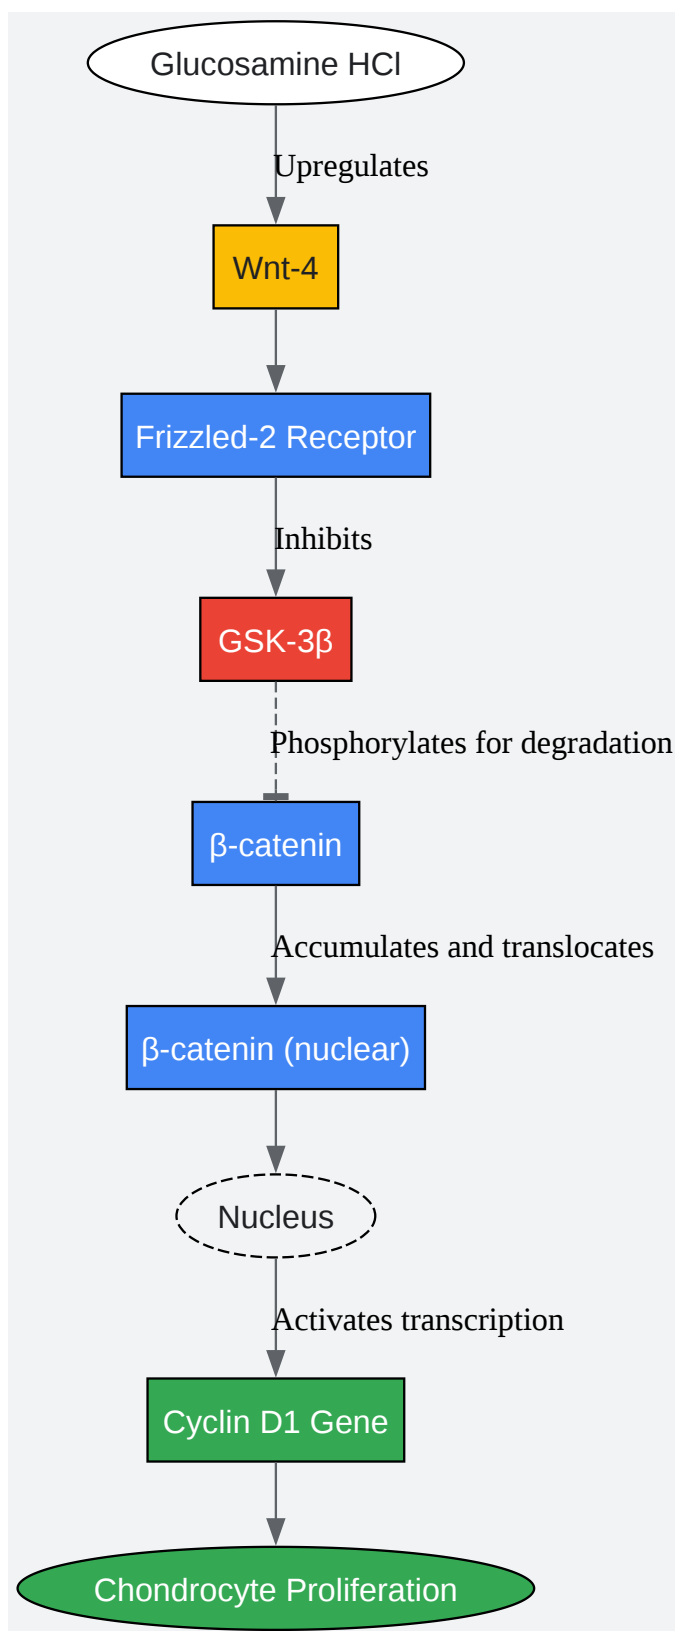 Glucosamine HCl
Upregulates
Wnt-4
Frizzled-2 Receptor
Inhibits
GSK-3β
Phosphorylates for degradation
β-catenin
Accumulates and translocates
β-catenin (nuclear)
Nucleus
Activates transcription
Cyclin D1 Gene
Chondrocyte Proliferation